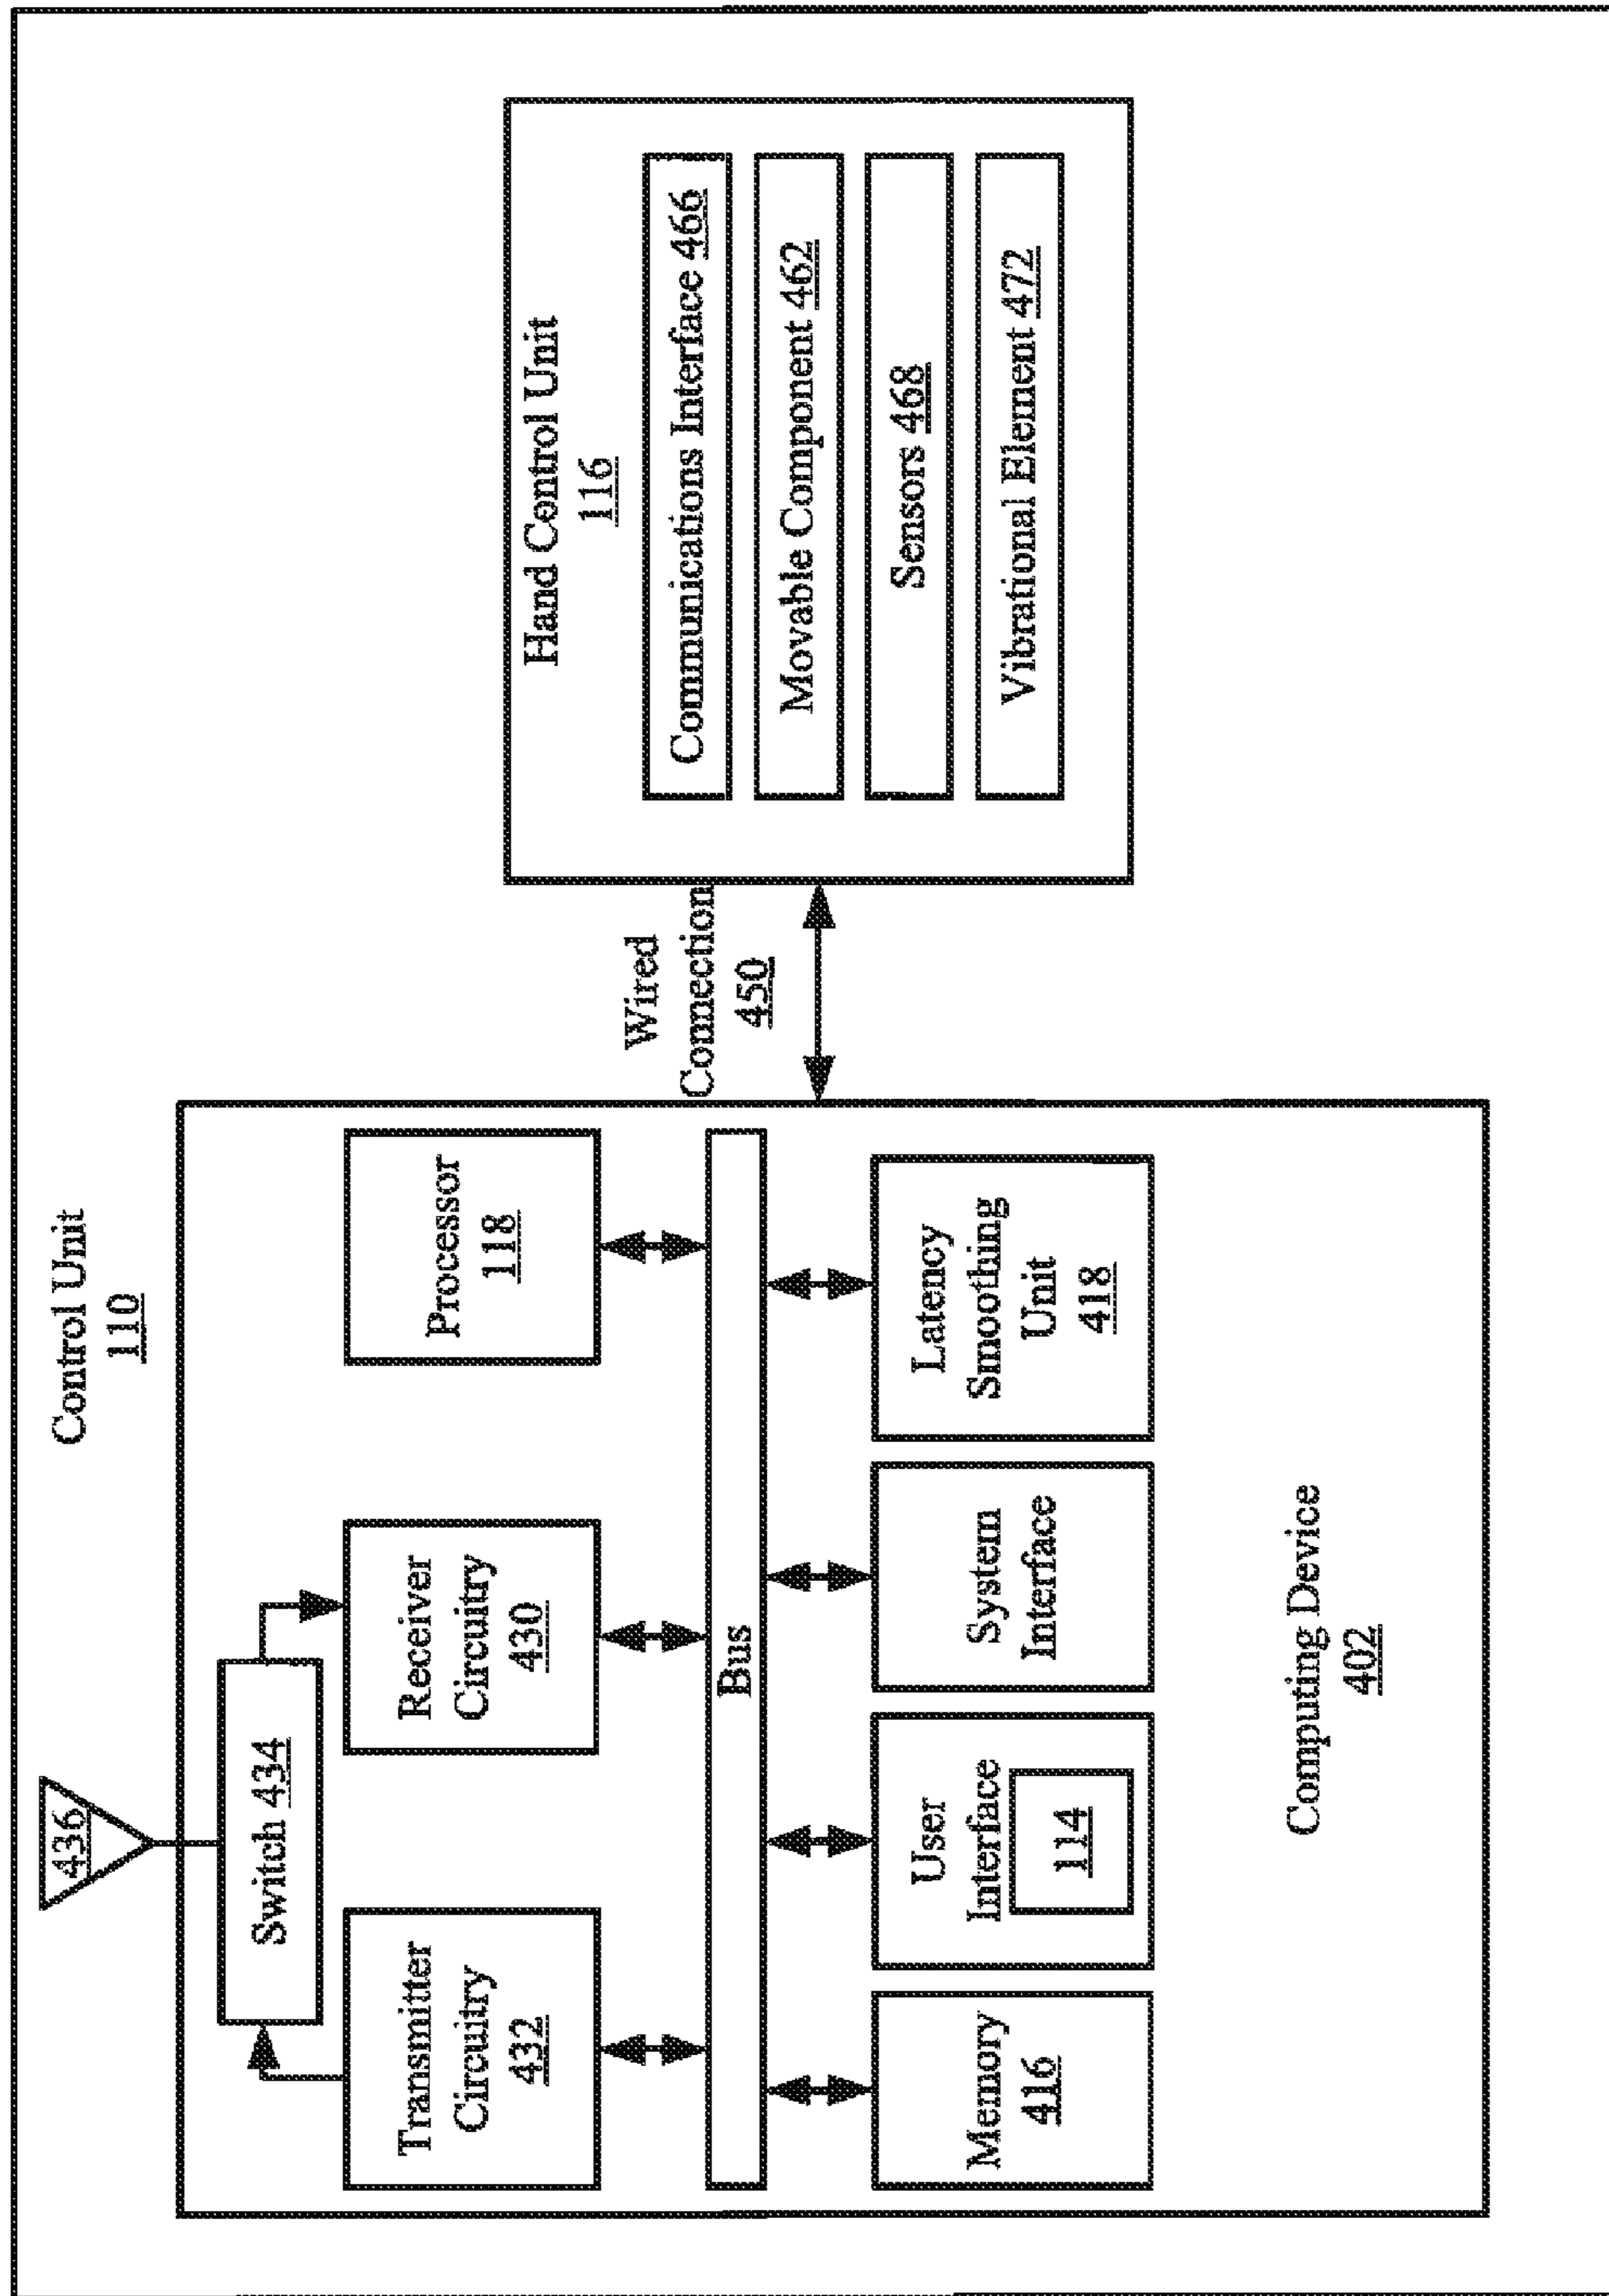 Control Unit
110
436
Switch 434
Transmitter
Circuitry
432
Receiver
Circuitry
430
Processor
118
Bus
Memory
416
User
Interface
114
System
Interface
Latency
Smoothing
Unit
418
Computing Device
402
Wired
Connection
450
Hand Control Unit
116
Communications Interface 466
Movable Component 462
Sensors 468
Vibrational Element 472